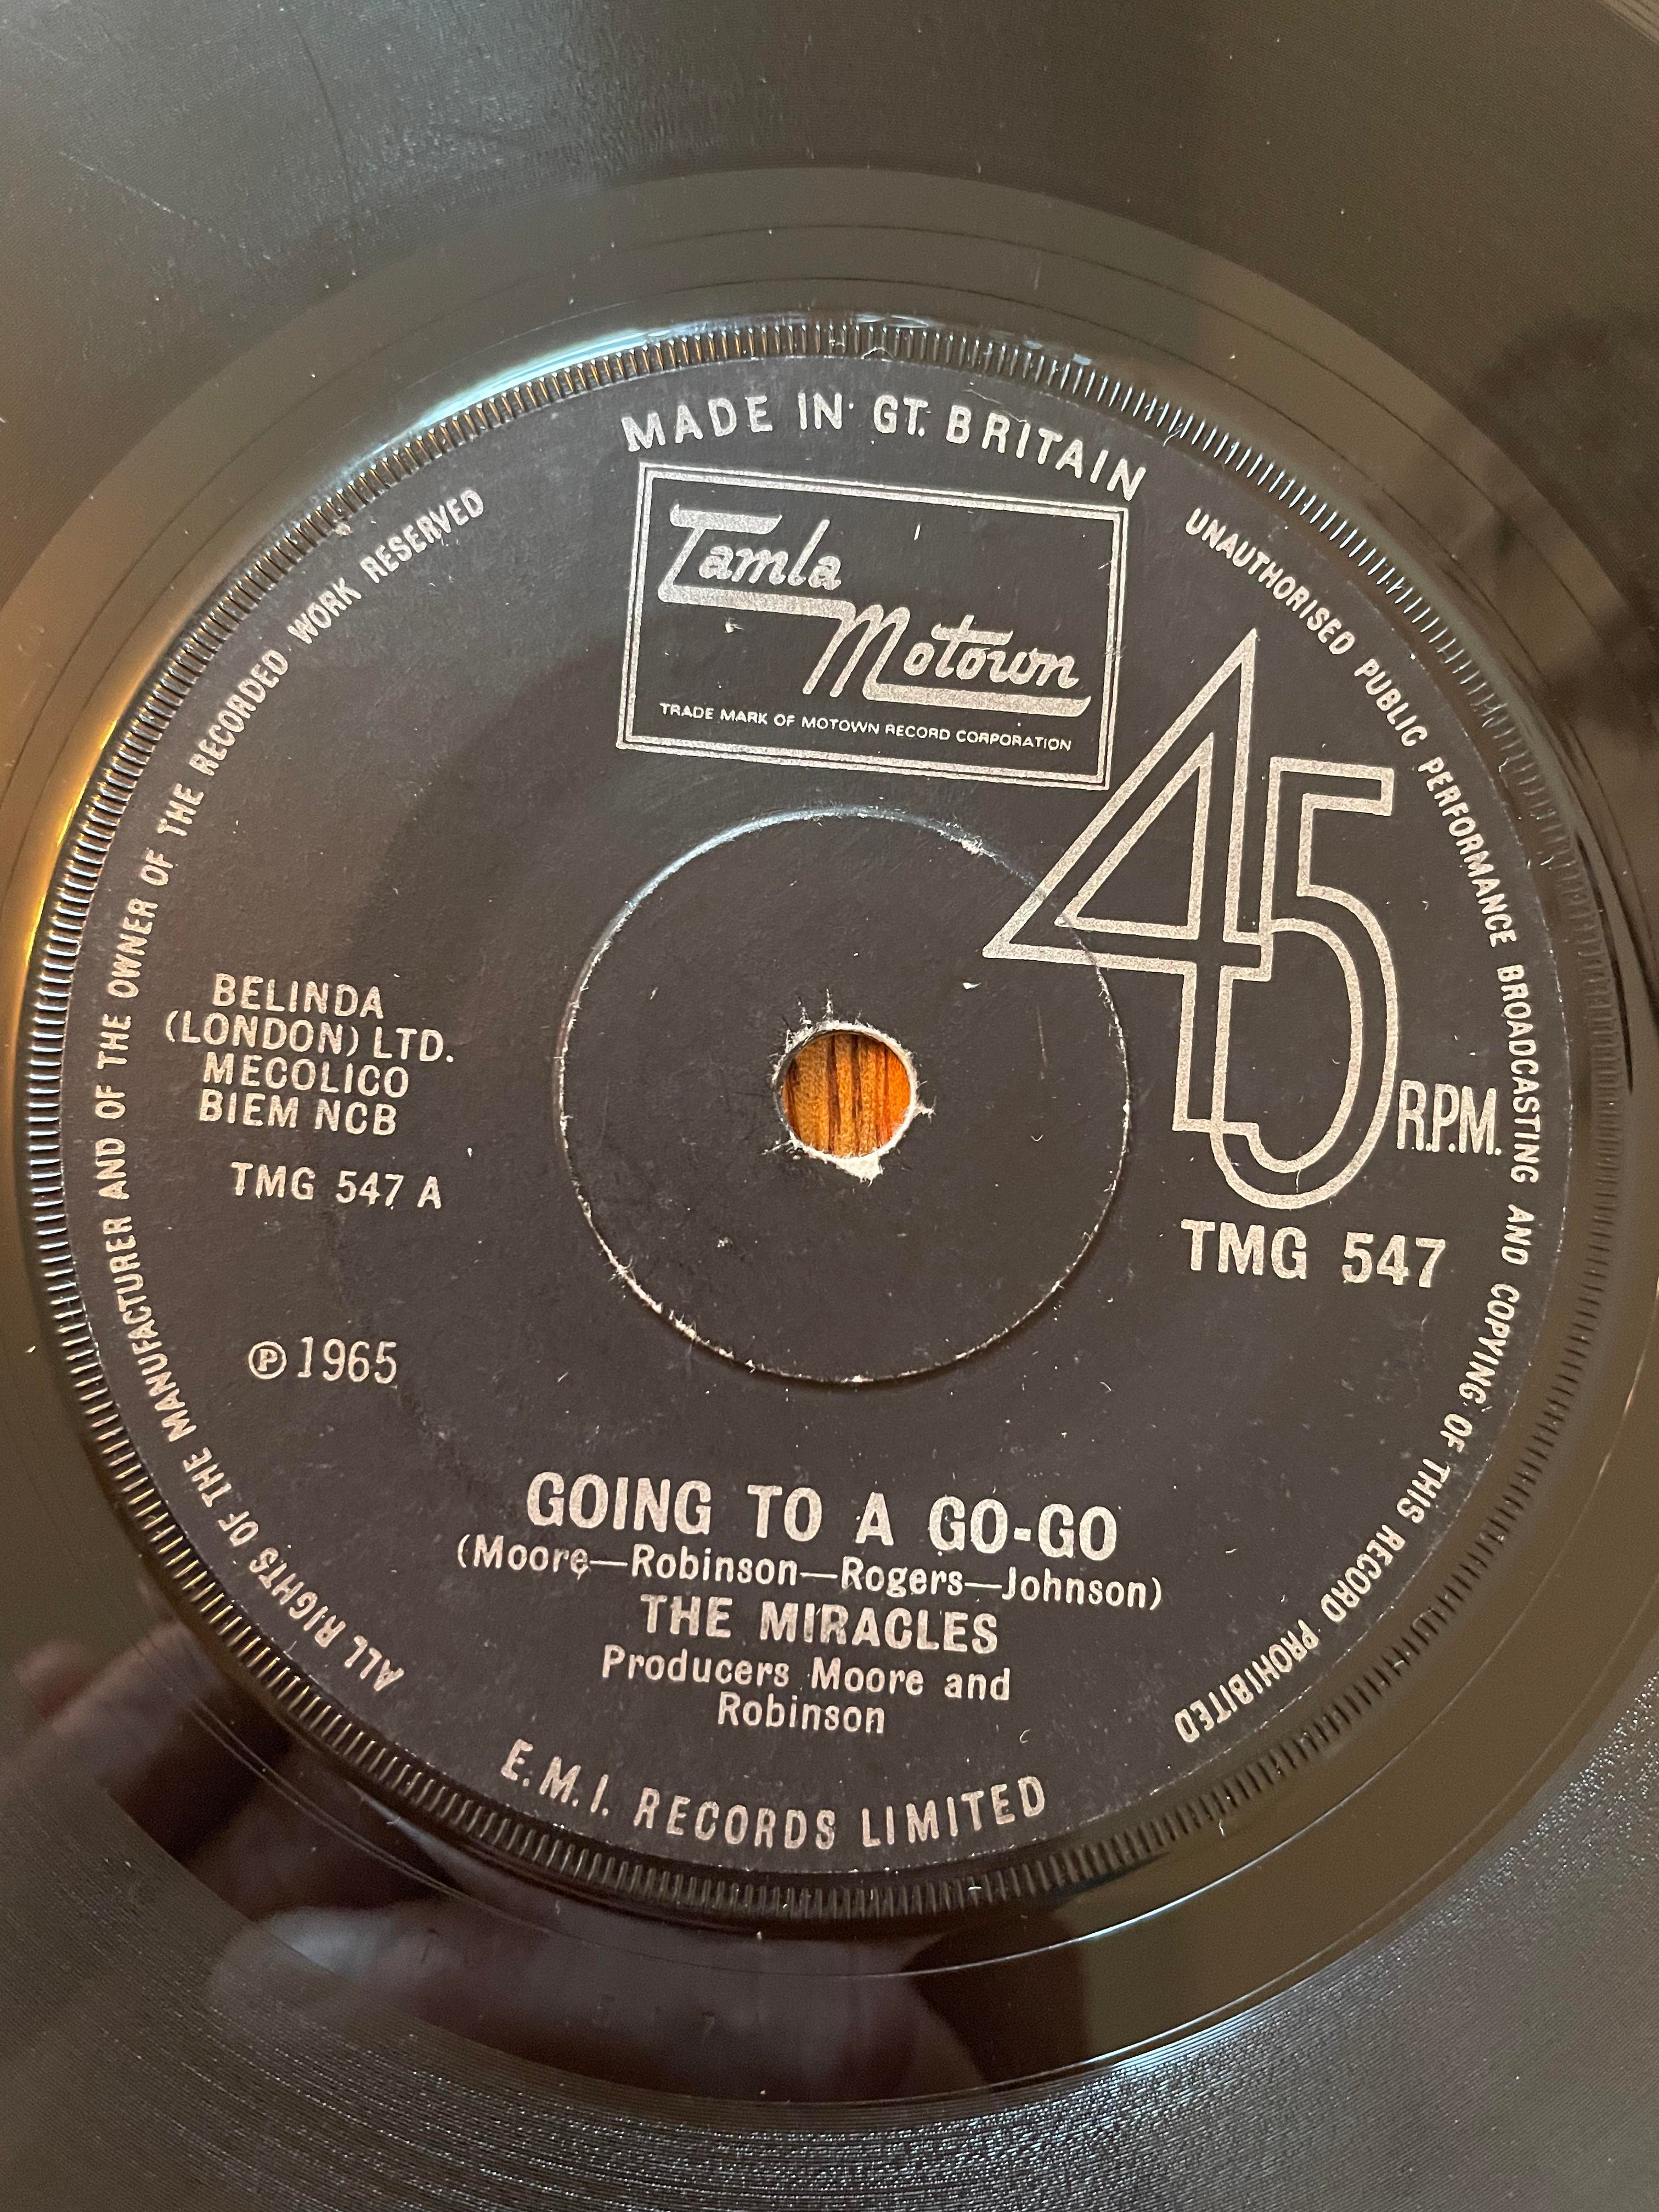 MADE IN GT. BRITAIN
Tamla
Motown
TRADE MARK OF MOTOWN RECORD CORPORATION
45
R.P.M.
TMG 547
BELINDA
(LONDON) LTD.
MECOLICO
BIEM NCB
TMG 547 A
℗ 1965
GOING TO A GO-GO
(Moore—Robinson—Rogers—Johnson)
THE MIRACLES
Producers Moore and
Robinson
E.M.I. RECORDS LIMITED
ALL RIGHTS OF THE MANUFACTURER AND OF THE OWNER OF THE RECORDED WORK RESERVED
UNAUTHORISED PUBLIC PERFORMANCE BROADCASTING AND COPYING OF THIS RECORD PROHIBITED